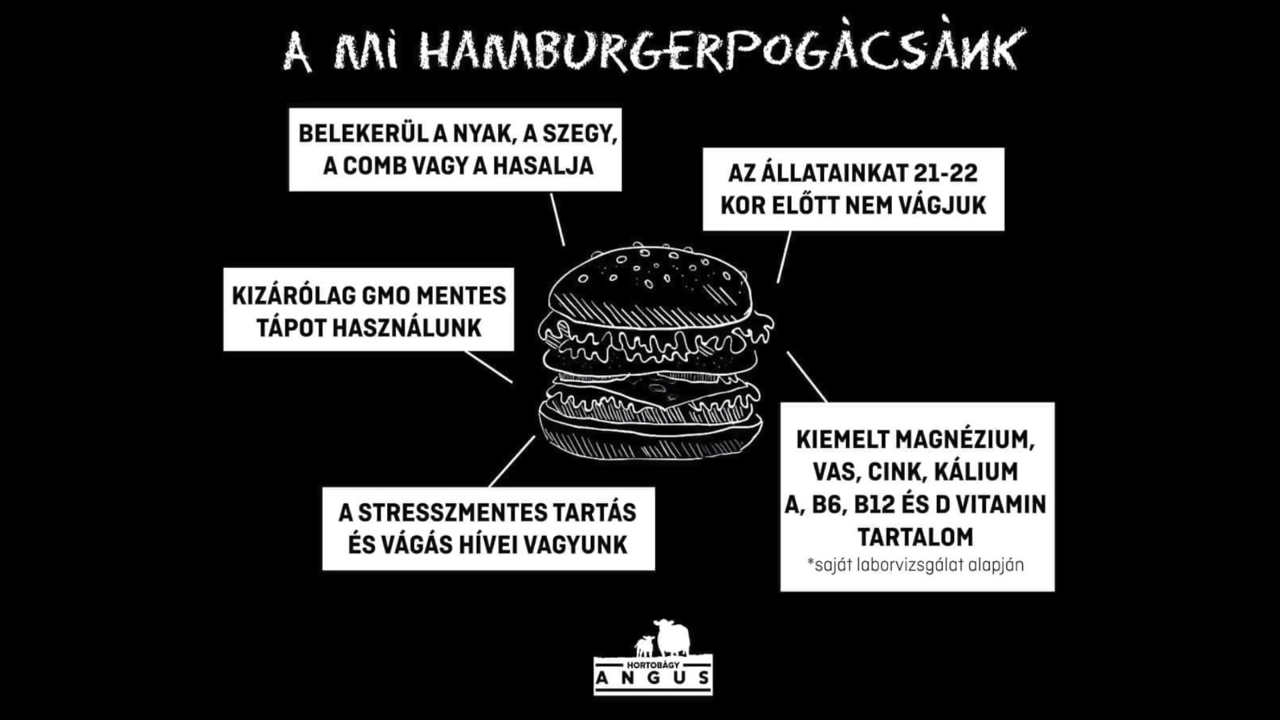 A Mİ HAMBURGERPOGÀCSÀNK
BELEKERÜL A NYAK, A SZEGY,
A COMB VAGY A HASALJA
AZ ÁLLATAINKAT 21-22
KOR ELŐTT NEM VÁGJUK
KIZÁRÓLAG GMO MENTES
TÁPOT HASZNÁLUNK
KIEMELT MAGNÉZIUM,
VAS, CINK, KÁLIUM
A, B6, B12 ÉS D VITAMIN
TARTALOM
*saját laborvizsgálat alapján
A STRESSZMENTES TARTÁS
ÉS VÁGÁS HÍVEI VAGYUNK
HORTOBÀGY
ANGUS